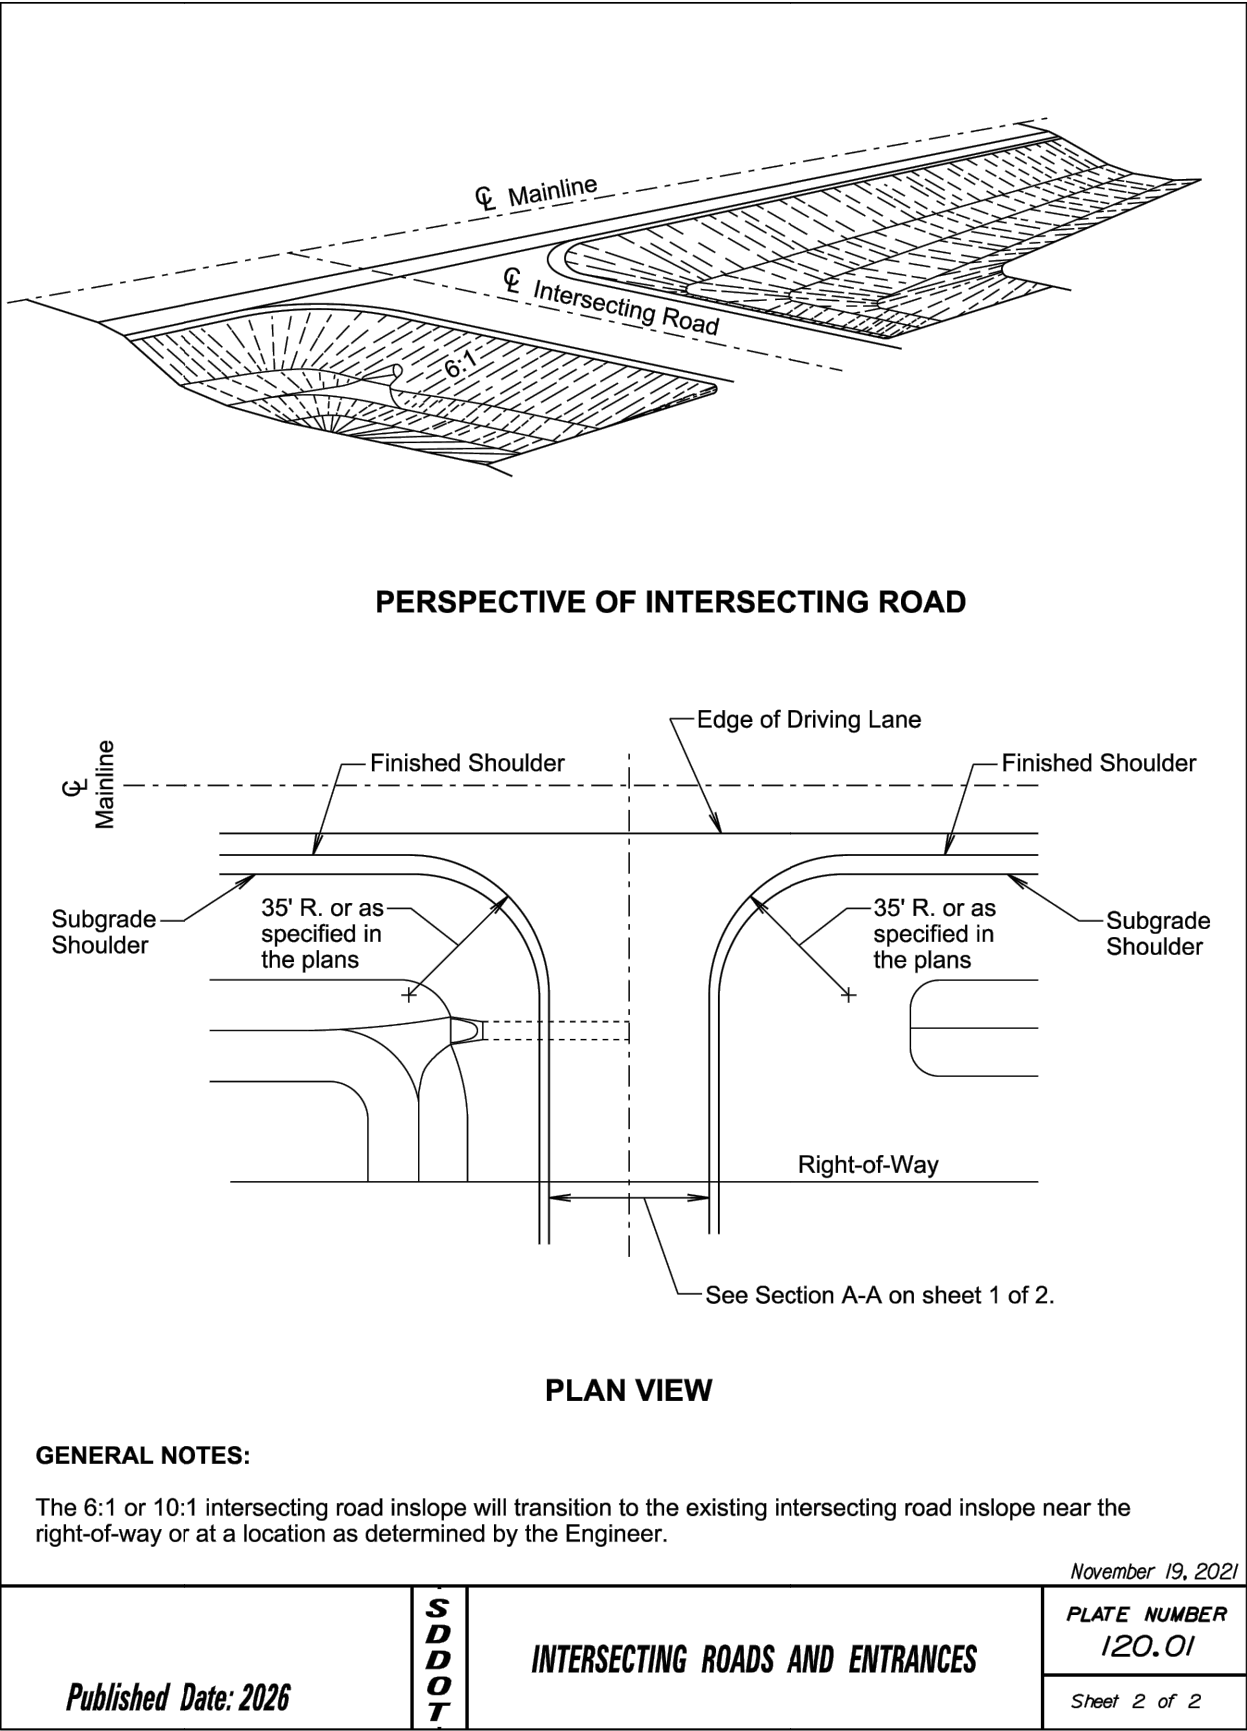 ℄ Mainline
℄ Intersecting Road
6:1
PERSPECTIVE OF INTERSECTING ROAD
Edge of Driving Lane
Finished Shoulder
Finished Shoulder
℄
Mainline
Subgrade
Shoulder
35' R. or as
specified in
the plans
35' R. or as
specified in
the plans
Subgrade
Shoulder
Right-of-Way
See Section A-A on sheet 1 of 2.
PLAN VIEW
GENERAL NOTES:
The 6:1 or 10:1 intersecting road inslope will transition to the existing intersecting road inslope near the
right-of-way or at a location as determined by the Engineer.
November 19, 2021
Published Date: 2026
S
D
D
O
T
INTERSECTING ROADS AND ENTRANCES
PLATE NUMBER
120.01
Sheet 2 of 2